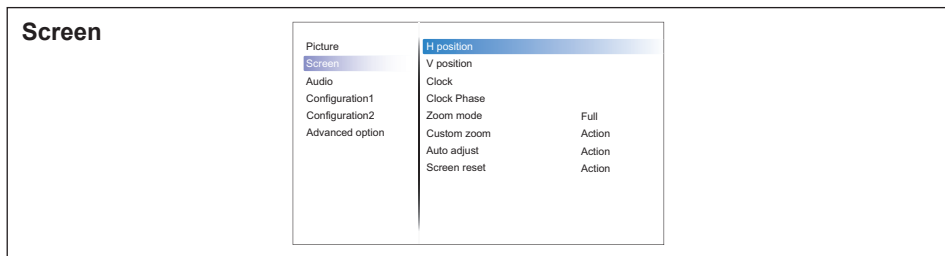 Screen
Picture
Screen
Audio
Configuration1
Configuration2
Advanced option
H position
V position
Clock
Clock Phase
Zoom mode Full
Custom zoom Action
Auto adjust Action
Screen reset Action